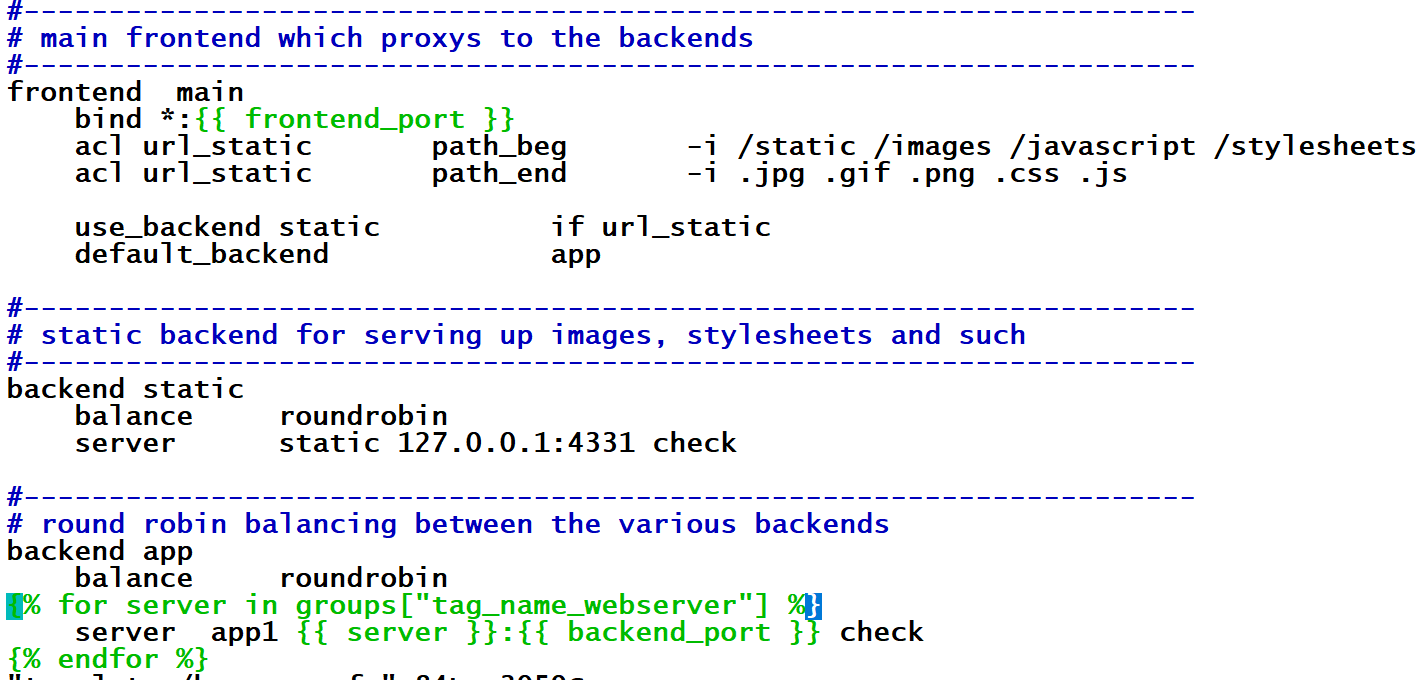 #---------------------------------------------------------------------
# main frontend which proxys to the backends
#---------------------------------------------------------------------
frontend  main
    bind *:{{ frontend_port }}
    acl url_static       path_beg       -i /static /images /javascript /stylesheets
    acl url_static       path_end       -i .jpg .gif .png .css .js

    use_backend static          if url_static
    default_backend             app

#---------------------------------------------------------------------
# static backend for serving up images, stylesheets and such
#---------------------------------------------------------------------
backend static
    balance     roundrobin
    server      static 127.0.0.1:4331 check

#---------------------------------------------------------------------
# round robin balancing between the various backends
backend app
    balance     roundrobin
{% for server in groups["tag_name_webserver"] %}
    server  app1 {{ server }}:{{ backend_port }} check
{% endfor %}